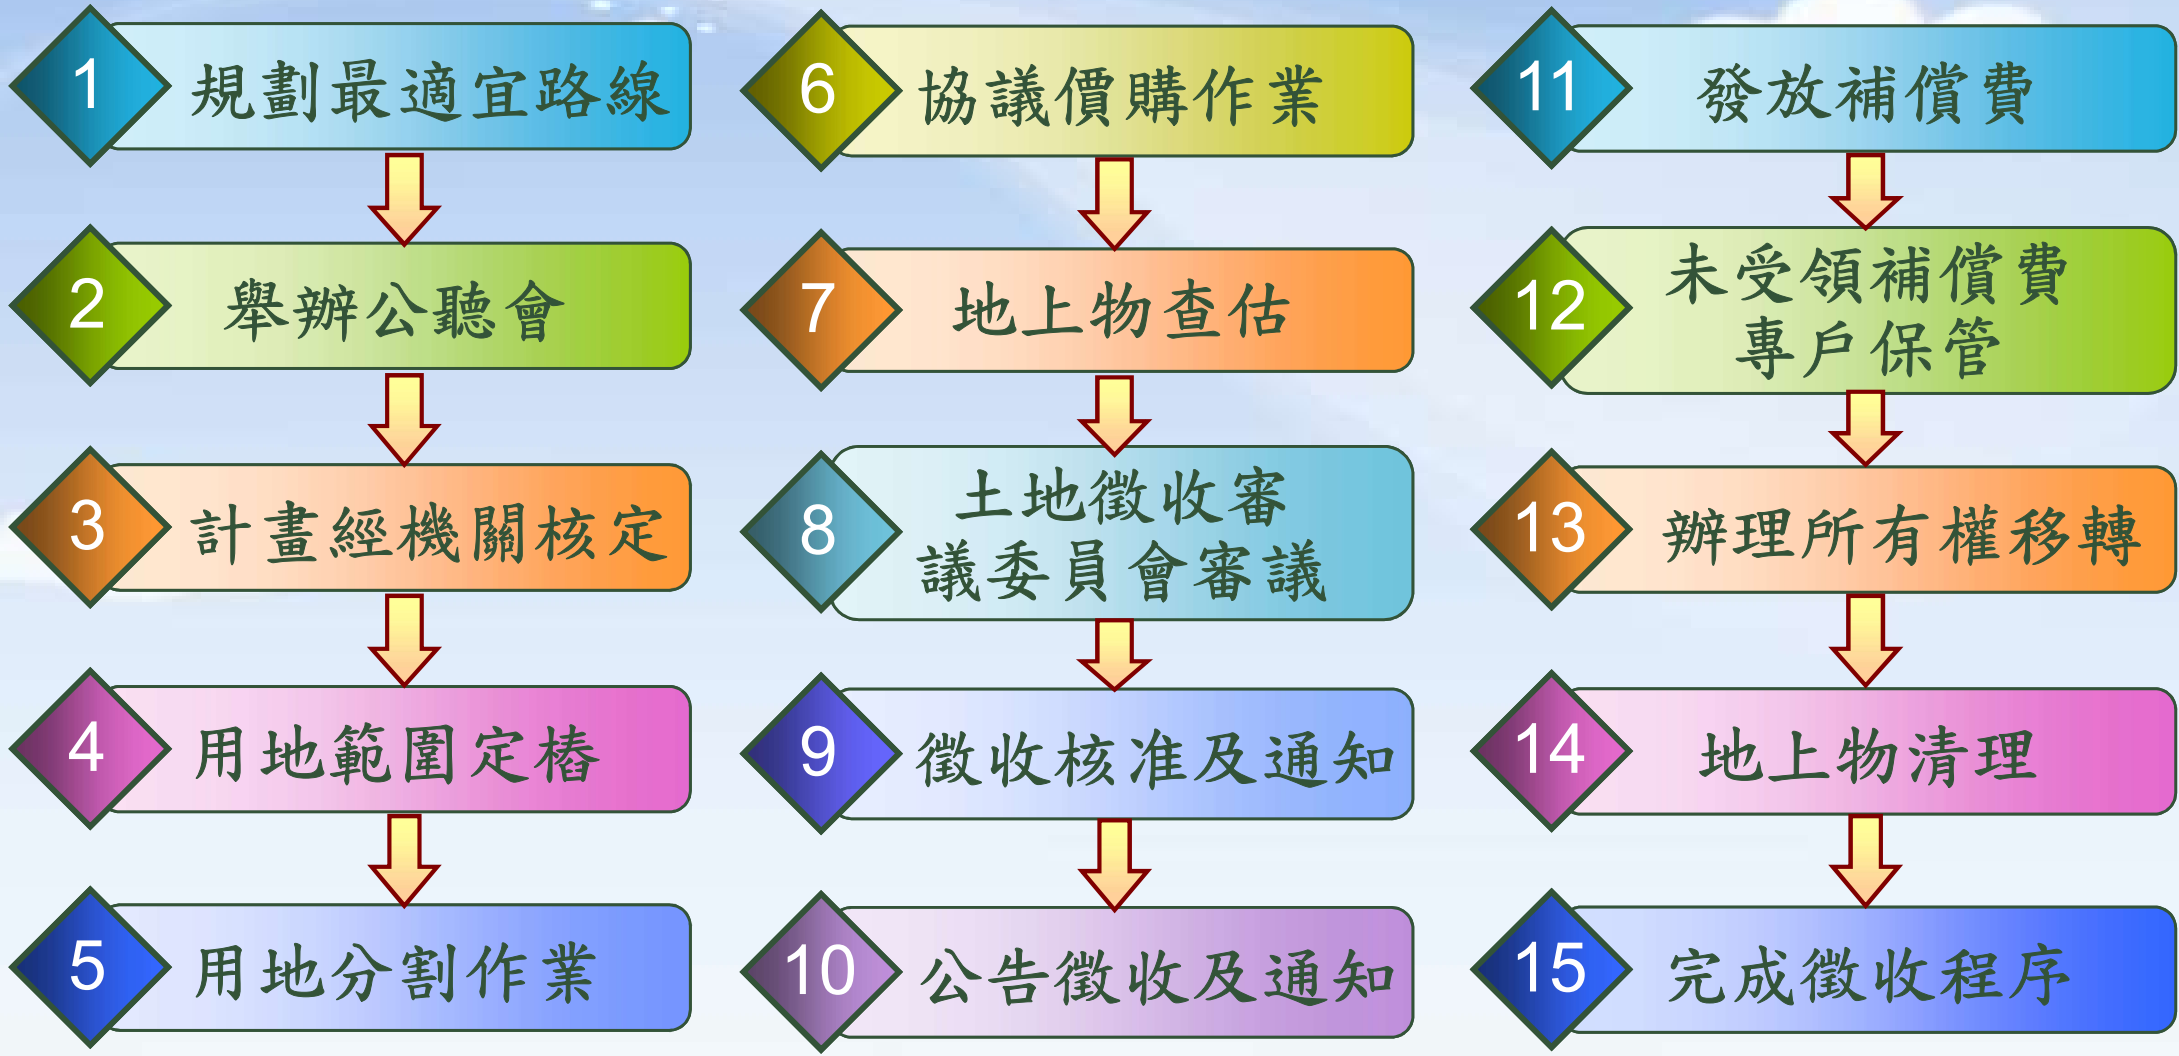 1
規劃最適宜路線
2
舉辦公聽會
3
計畫經機關核定
4
用地範圍定樁
5
用地分割作業
6
協議價購作業
7
地上物查估
8
土地徵收審
議委員會審議
9
徵收核准及通知
10
公告徵收及通知
11
發放補償費
12
未受領補償費
專戶保管
13
辦理所有權移轉
14
地上物清理
15
完成徵收程序